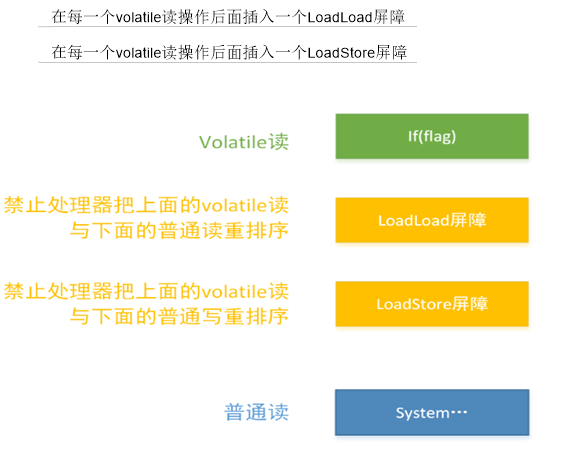 在每一个volatile读操作后面插入一个LoadLoad屏障
在每一个volatile读操作后面插入一个LoadStore屏障
Volatile读
If(flag)
禁止处理器把上面的volatile读
与下面的普通读重排序
LoadLoad屏障
禁止处理器把上面的volatile读
与下面的普通写重排序
LoadStore屏障
普通读
System⋯